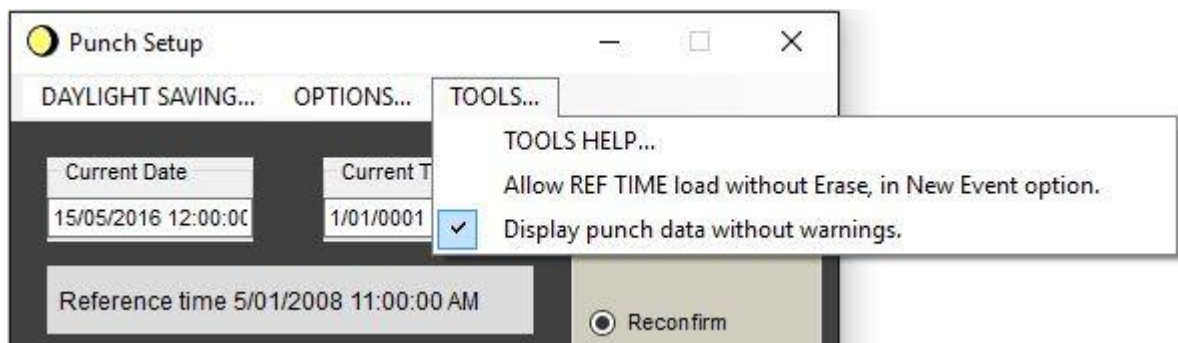 Punch Setup
DAYLIGHT SAVING... OPTIONS... TOOLS...
TOOLS HELP...
Current Date Current T
Allow REF TIME load without Erase, in New Event option.
15/05/2016 12:00:00 1/01/0001
Display punch data without warnings.
Reference time 5/01/2008 11:00:00 AM
Reconfirm